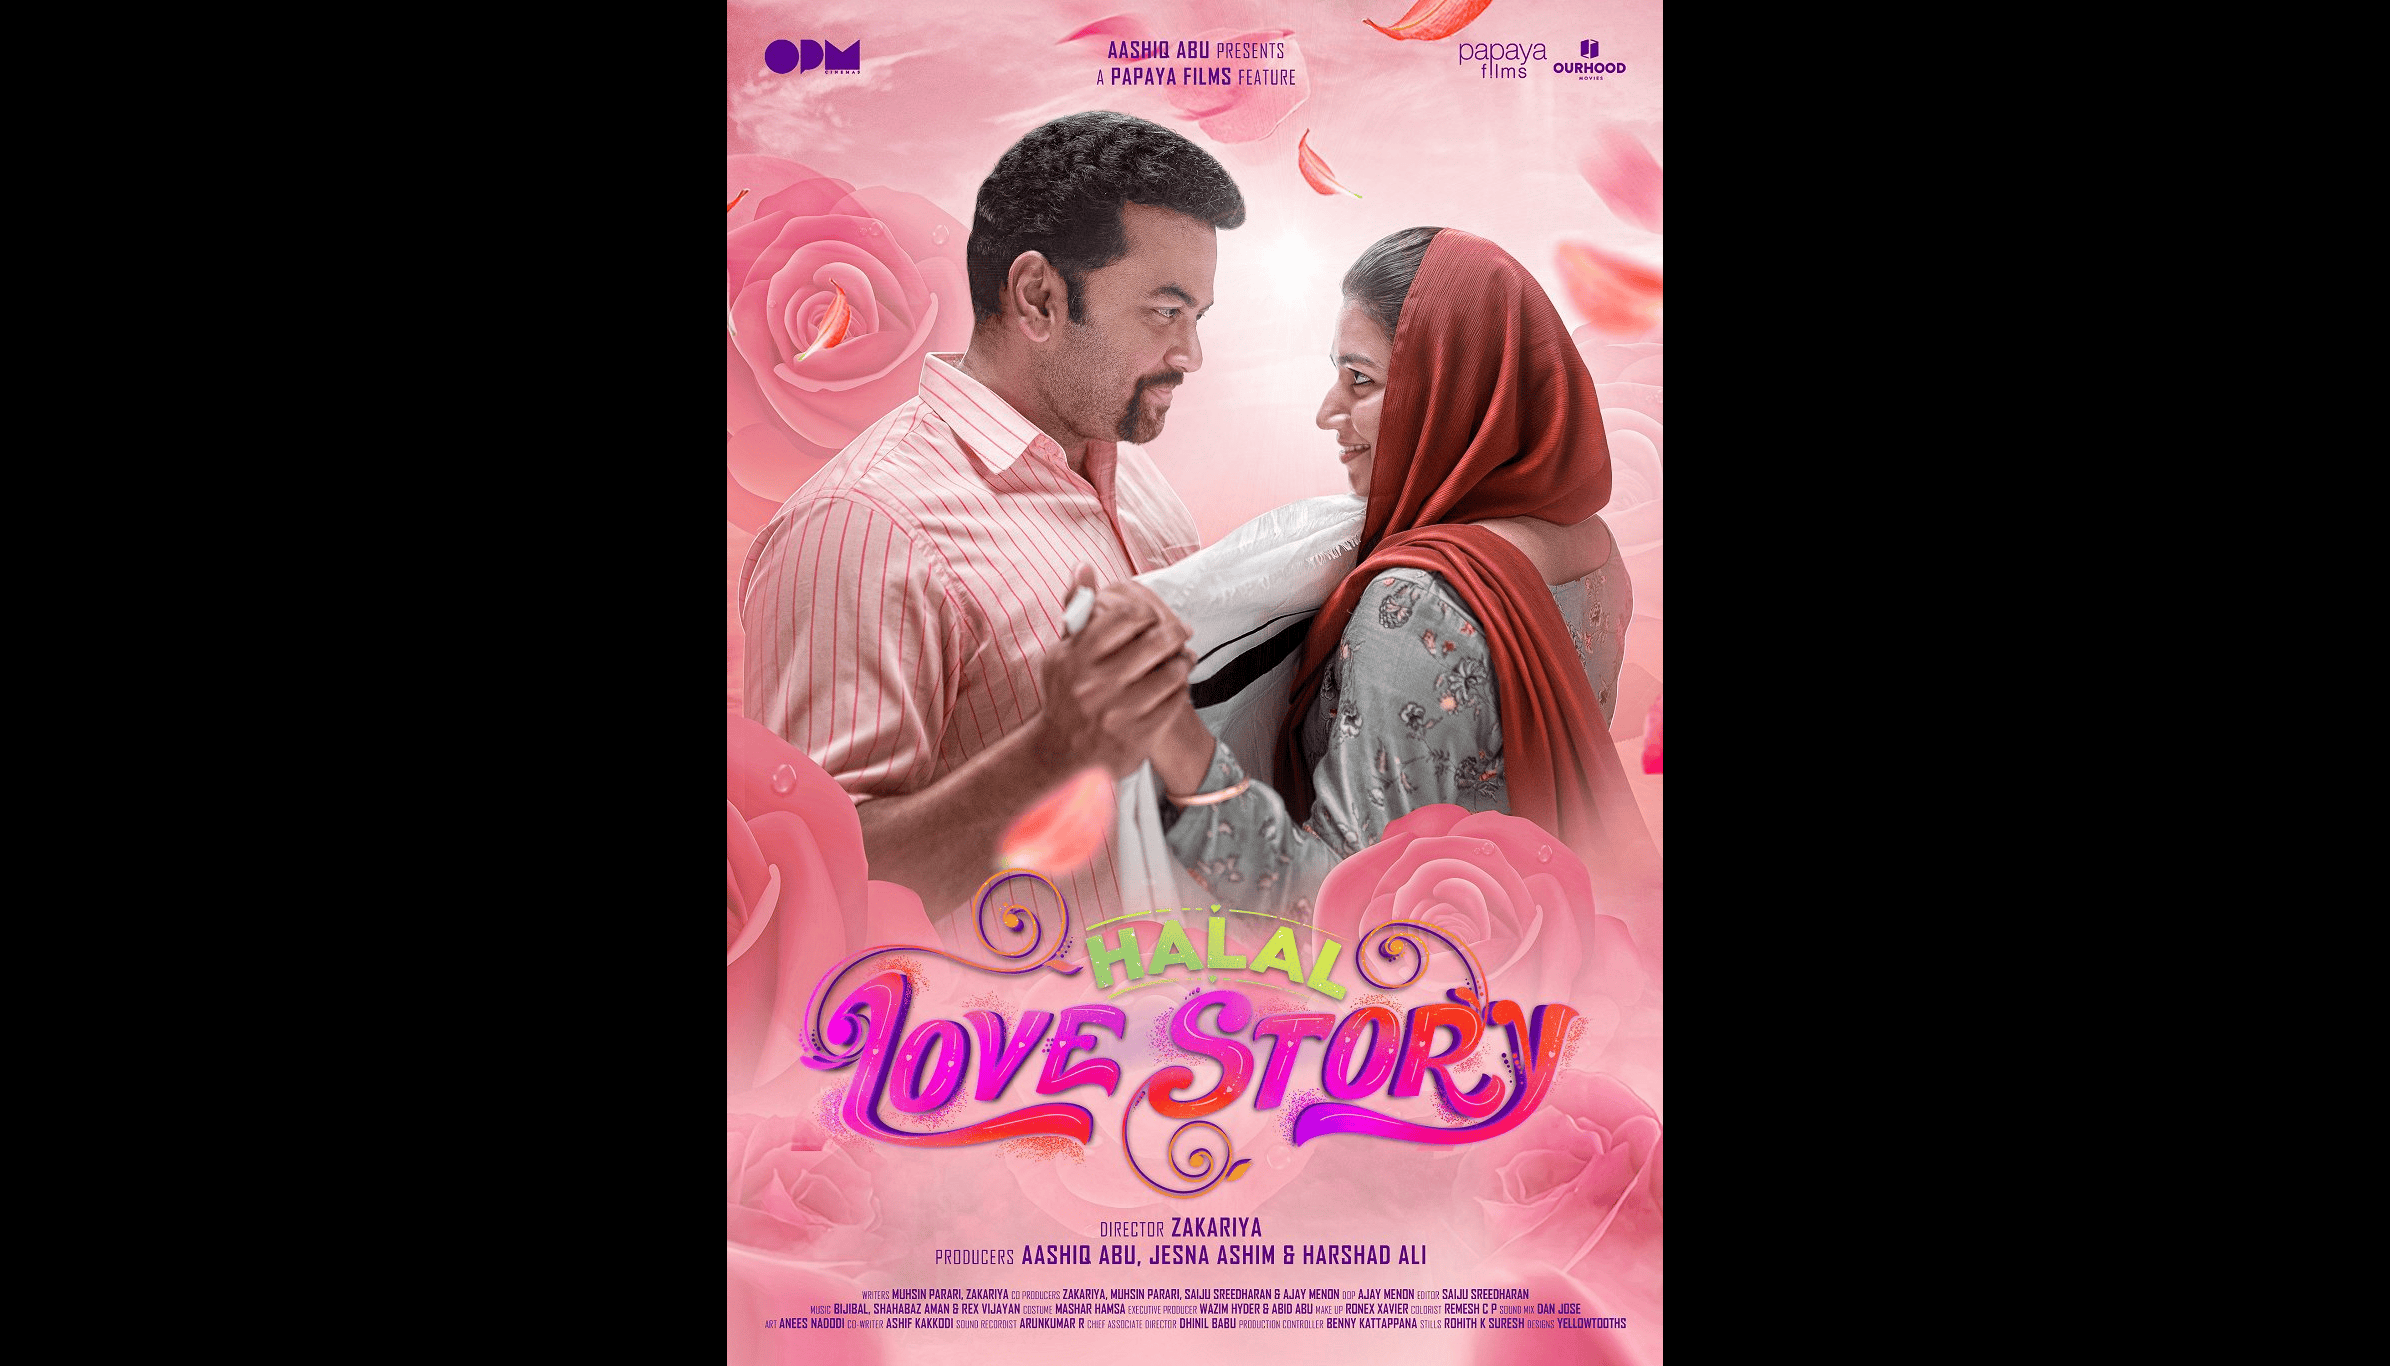 ODM
CINEMAS
AASHIQ ABU PRESENTS
A PAPAYA FILMS FEATURE
papaya
films
OURHOOD
MOVIES
HALAL
LOVE STORY
DIRECTOR ZAKARIYA
PRODUCERS AASHIQ ABU, JESNA ASHIM & HARSHAD ALI
WRITERS MUHSIN PARARI, ZAKARIYA CO PRODUCERS ZAKARIYA, MUHSIN PARARI, SAIJU SREEDHARAN & AJAY MENON DOP AJAY MENON EDITOR SAIJU SREEDHARAN
MUSIC BIJIBAL, SHAHABAZ AMAN & REX VIJAYAN COSTUME MASHAR HAMSA EXECUTIVE PRODUCER WAZIM HYDER & ABID ABU MAKE UP RONEX XAVIER COLORIST REMESH C P SOUND MIX DAN JOSE
ART ANEES NADODI CO-WRITER ASHIF KAKKODI SOUND RECORDIST ARUNKUMAR R CHIEF ASSOCIATE DIRECTOR DHINIL BABU PRODUCTION CONTROLLER BENNY KATTAPPANA STILLS ROHITH K SURESH DESIGNS YELLOWTOOTHS